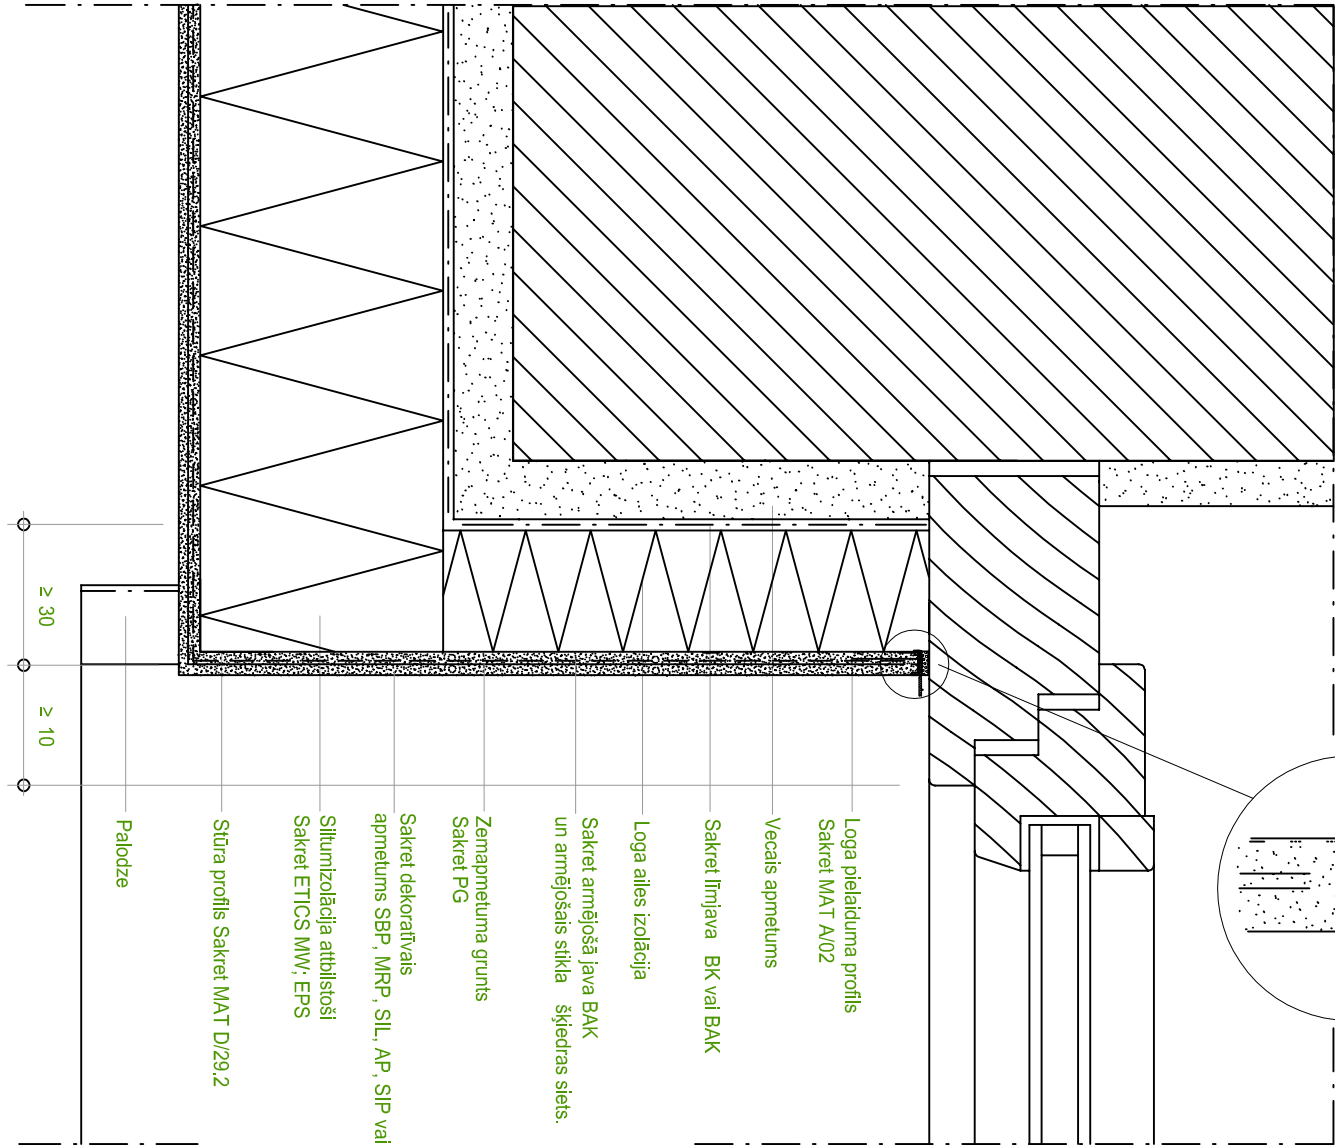 Loga pielaiduma profils
Sakret MAT A/02
Vecais apmetums
Sakret līmjava BK vai BAK
Loga ailes izolācija
Sakret armējošā java BAK
un armējošais stikla šķiedras siets.
Zemapmetuma grunts
Sakret PG
Sakret dekoratīvais
apmetums SBP, MRP, SIL, AP, SIP vai
Siltumizolācija attbilstoši
Sakret ETICS MW; EPS
Stūra profils Sakret MAT D/29.2
Palodze
≥ 30
≥ 10